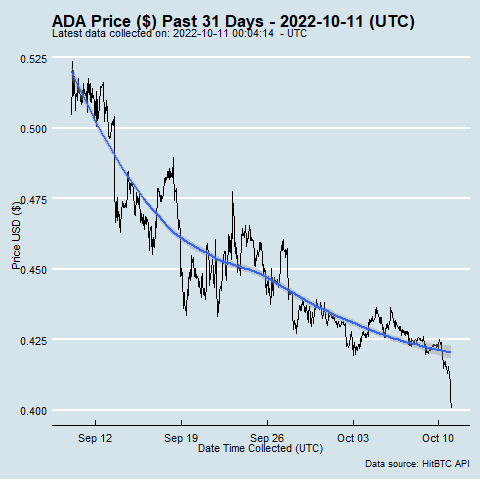 ADA Price ($) Past 31 Days - 2022-10-11 (UTC)
Latest data collected on: 2022-10-11 00:04:14  - UTC
0.525
0.500
0.475
0.450
0.425
0.400
Price USD ($)
Sep 12
Sep 19
Sep 26
Oct 03
Oct 10
Date Time Collected (UTC)
Data source: HitBTC API